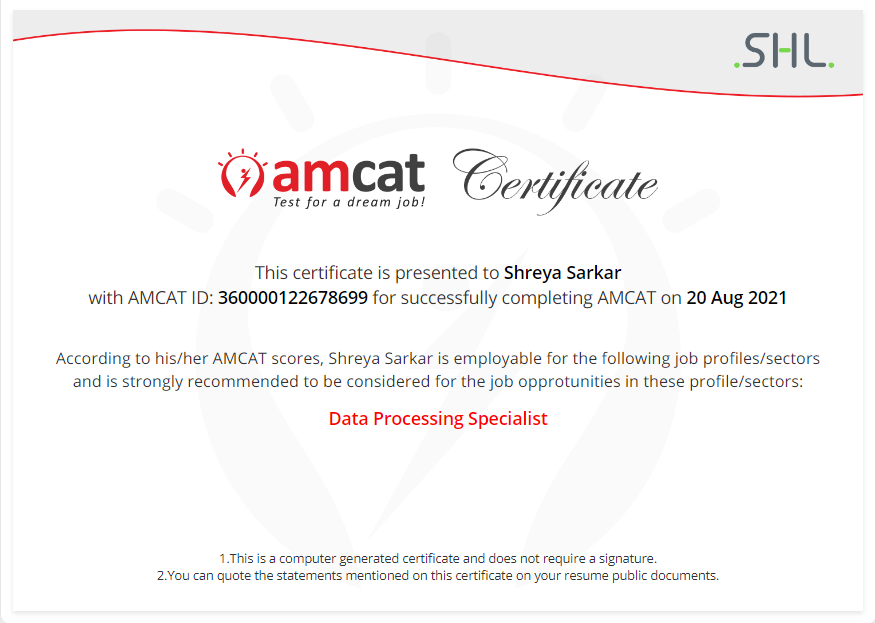 .SHL.
amcat Certificate
Test for a dream job!
This certificate is presented to Shreya Sarkar
with AMCAT ID: 360000122678699 for successfully completing AMCAT on 20 Aug 2021
According to his/her AMCAT scores, Shreya Sarkar is employable for the following job profiles/sectors
and is strongly recommended to be considered for the job opprotunities in these profile/sectors:
Data Processing Specialist
1.This is a computer generated certificate and does not require a signature.
2.You can quote the statements mentioned on this certificate on your resume public documents.